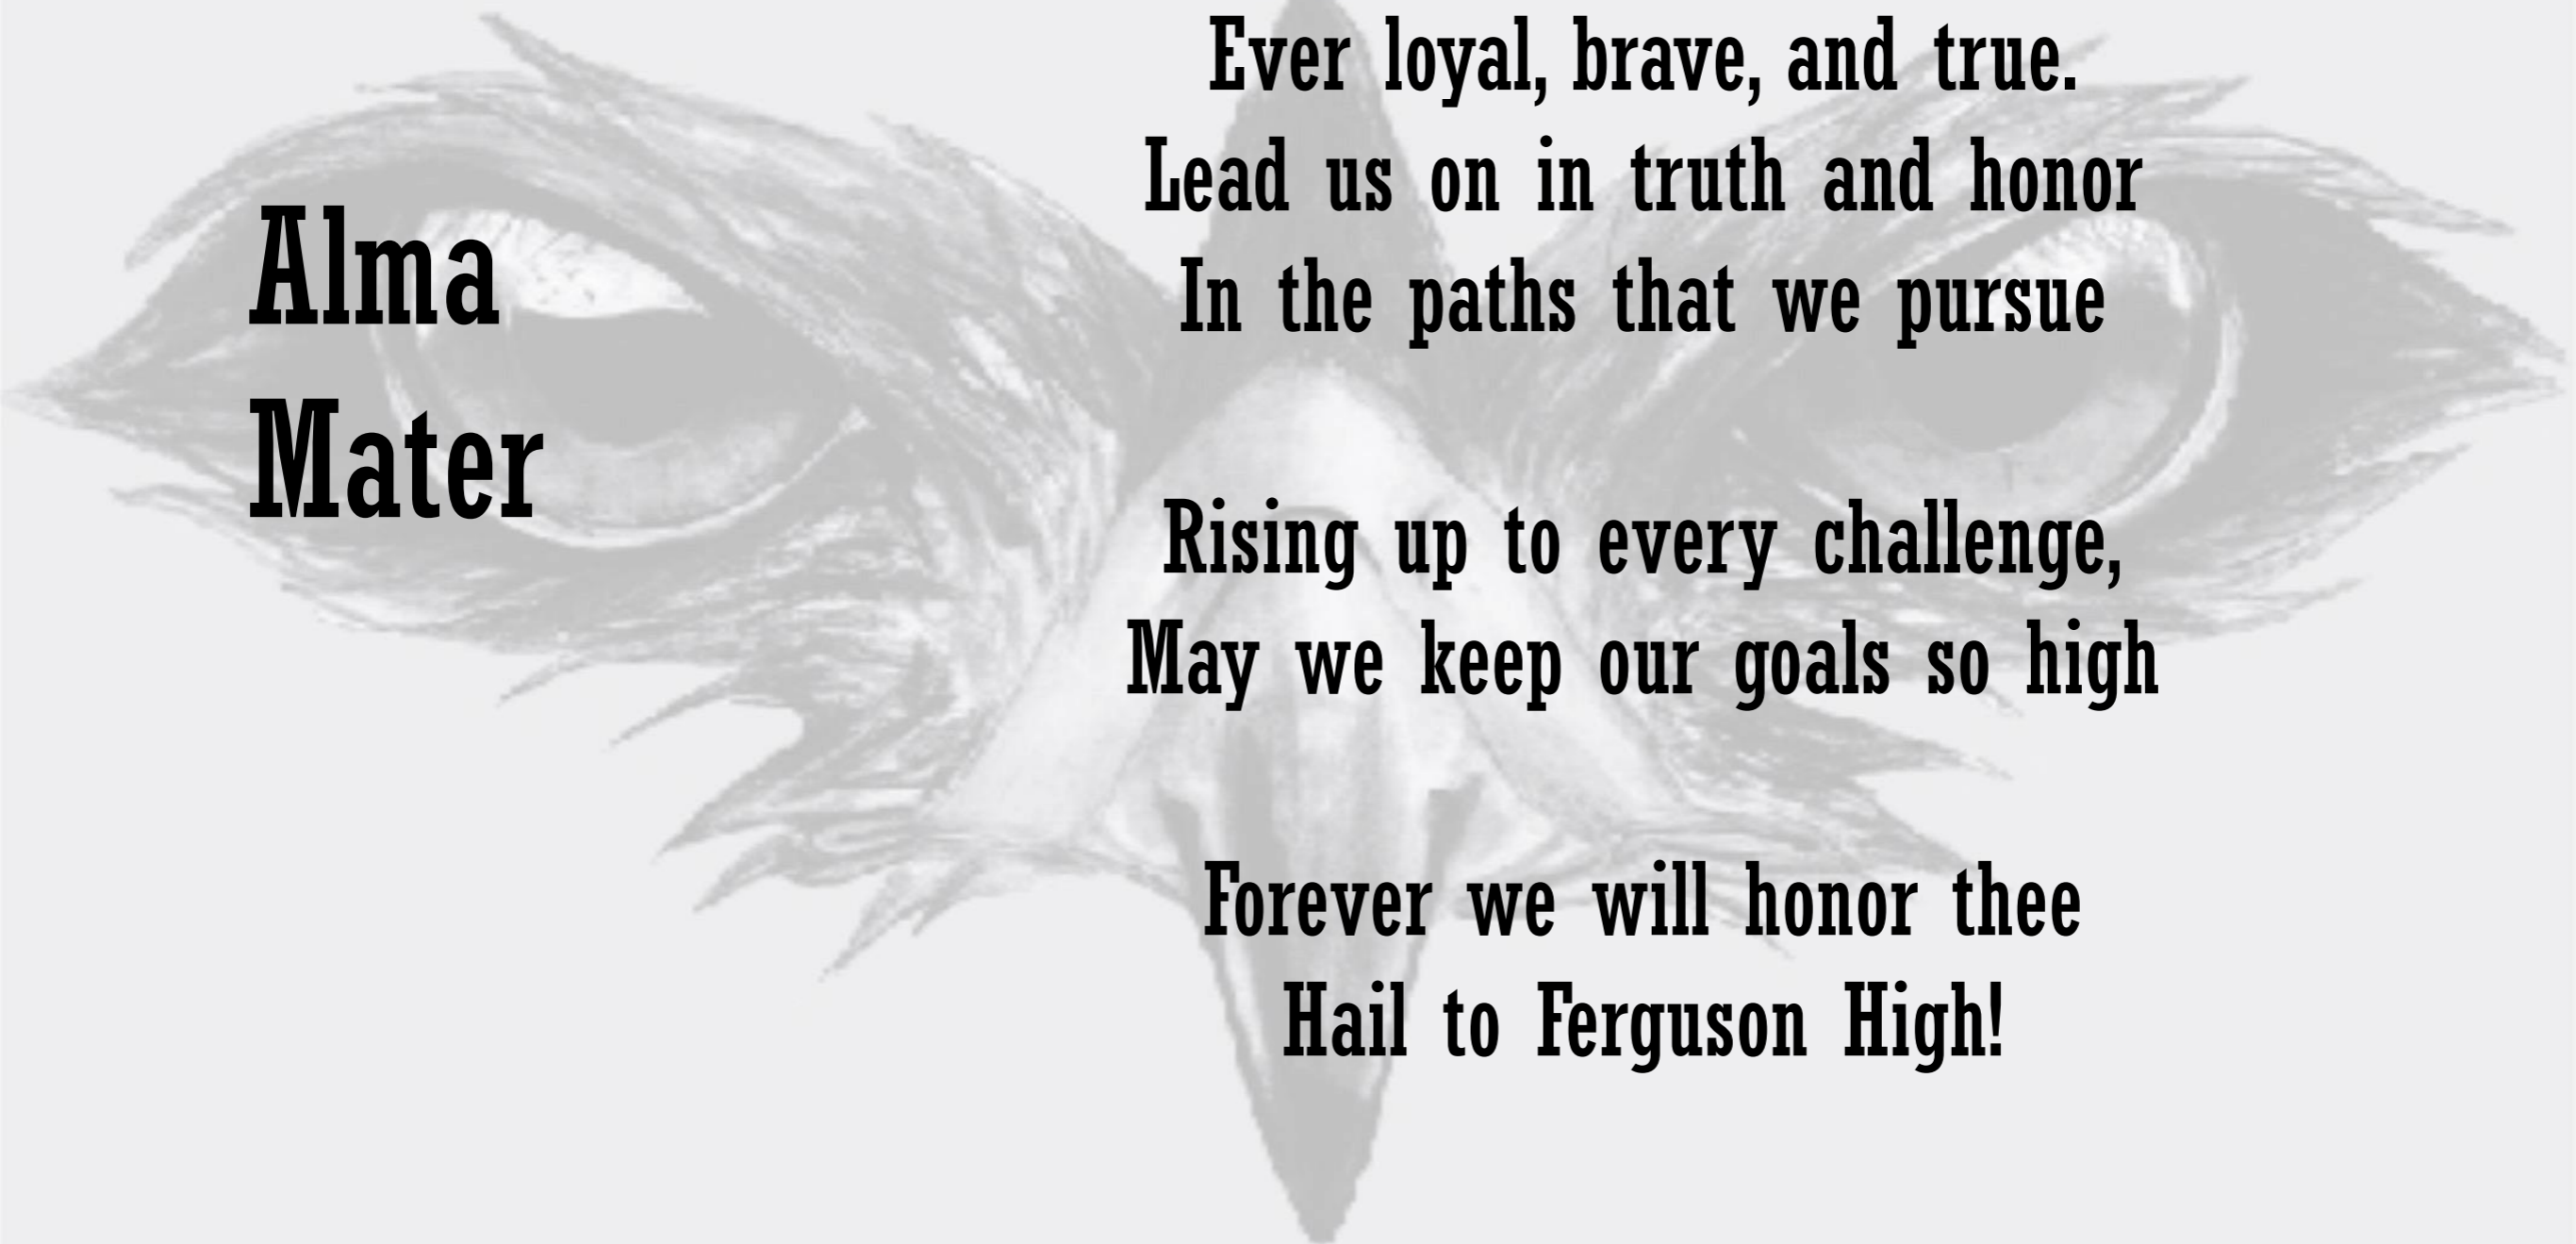 Alma
Mater
Ever loyal, brave, and true.
Lead us on in truth and honor
In the paths that we pursue
Rising up to every challenge,
May we keep our goals so high
Forever we will honor thee
Hail to Ferguson High!